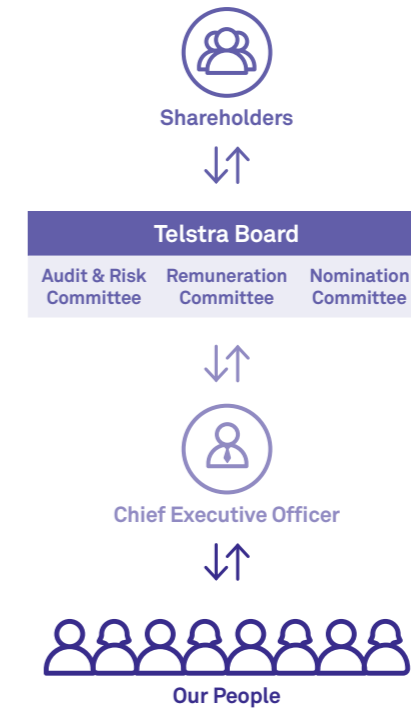 Shareholders
Telstra Board
Audit & Risk Committee
Remuneration Committee
Nomination Committee
Chief Executive Officer
Our People